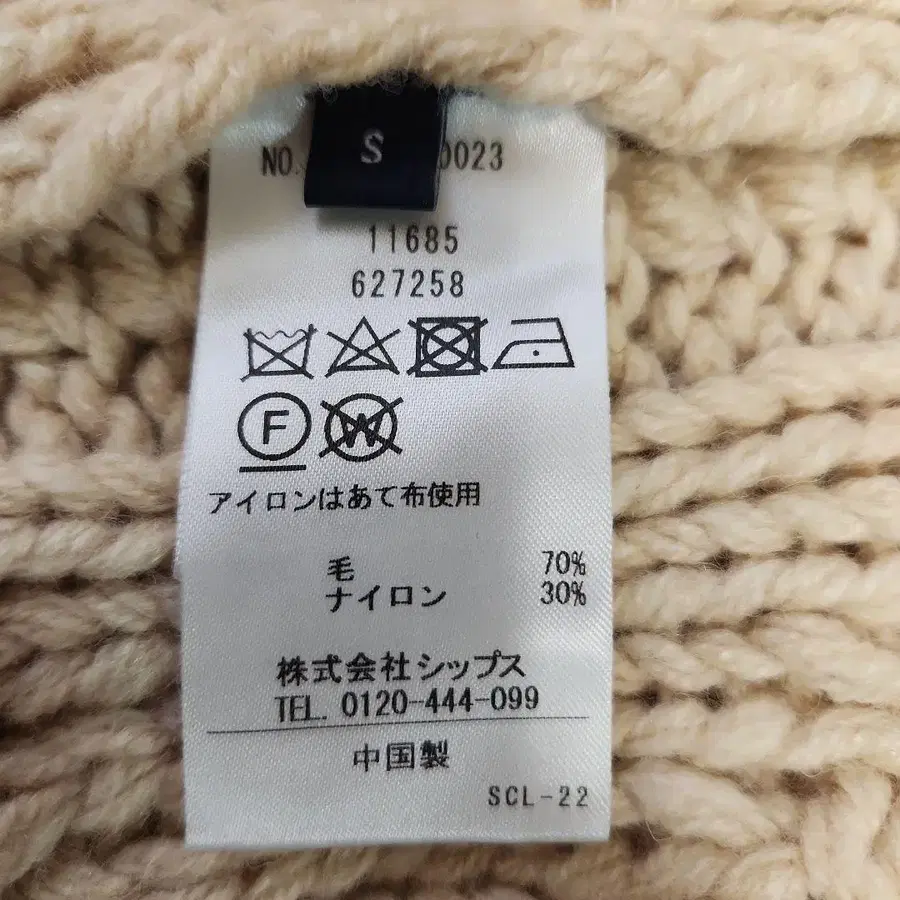 S
NO. 0023
11685
627258
F W
アイロンはあて布使用
毛 70%
ナイロン 30%
株式会社シップス
TEL. 0120-444-099
中国製
SCL-22